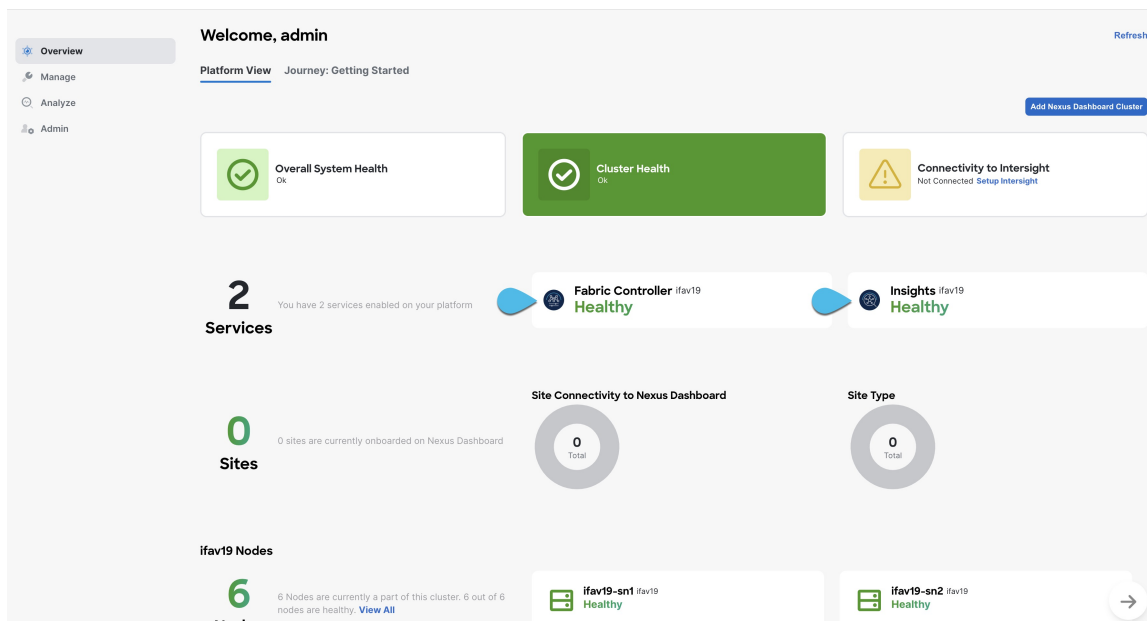 Welcome, admin
Refresh
Overview
Manage
Analyze
Admin
Platform View
Journey: Getting Started
Add Nexus Dashboard Cluster
Overall System Health
Ok
Cluster Health
Ok
Connectivity to Intersight
Not Connected Setup Intersight
2
Services
You have 2 services enabled on your platform
Fabric Controller ifav19
Healthy
Insights ifav19
Healthy
0
Sites
0 sites are currently onboarded on Nexus Dashboard
Site Connectivity to Nexus Dashboard
0
Total
Site Type
0
Total
ifav19 Nodes
6
6 Nodes are currently a part of this cluster. 6 out of 6
nodes are healthy. View All
ifav19-sn1 ifav19
Healthy
ifav19-sn2 ifav19
Healthy